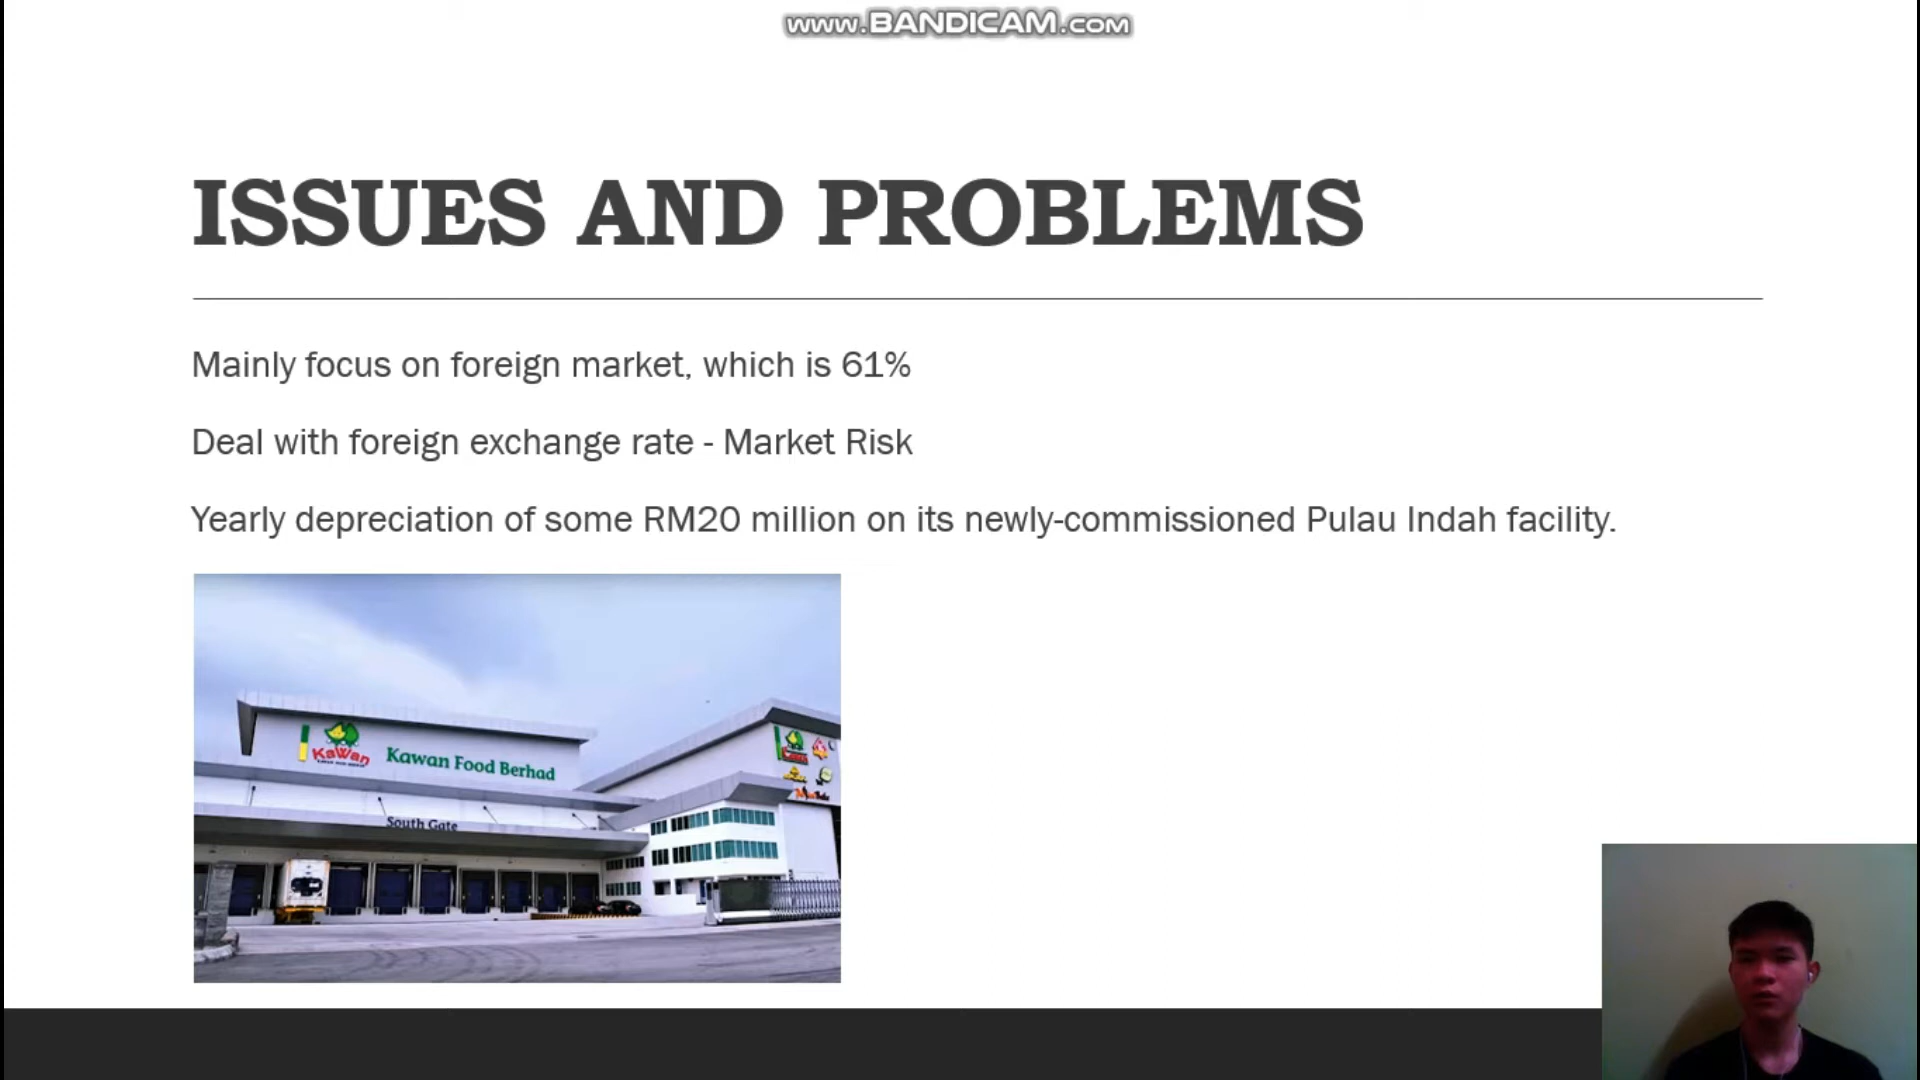 www.BANDICAM.com
ISSUES AND PROBLEMS
Mainly focus on foreign market, which is 61%
Deal with foreign exchange rate - Market Risk
Yearly depreciation of some RM20 million on its newly-commissioned Pulau Indah facility.
Kawan
Kawan Food Berhad
South Gate